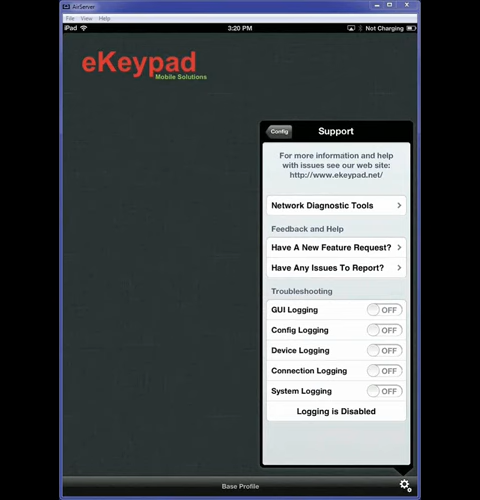 AirServer
File View Help
iPad 3:20 PM Not Charging
eKeypad
Mobile Solutions
Config Support
For more information and help
with issues see our web site:
http://www.ekeypad.net/
Network Diagnostic Tools
Feedback and Help
Have A New Feature Request?
Have Any Issues To Report?
Troubleshooting
GUI Logging OFF
Config Logging OFF
Device Logging OFF
Connection Logging OFF
System Logging OFF
Logging is Disabled
Base Profile